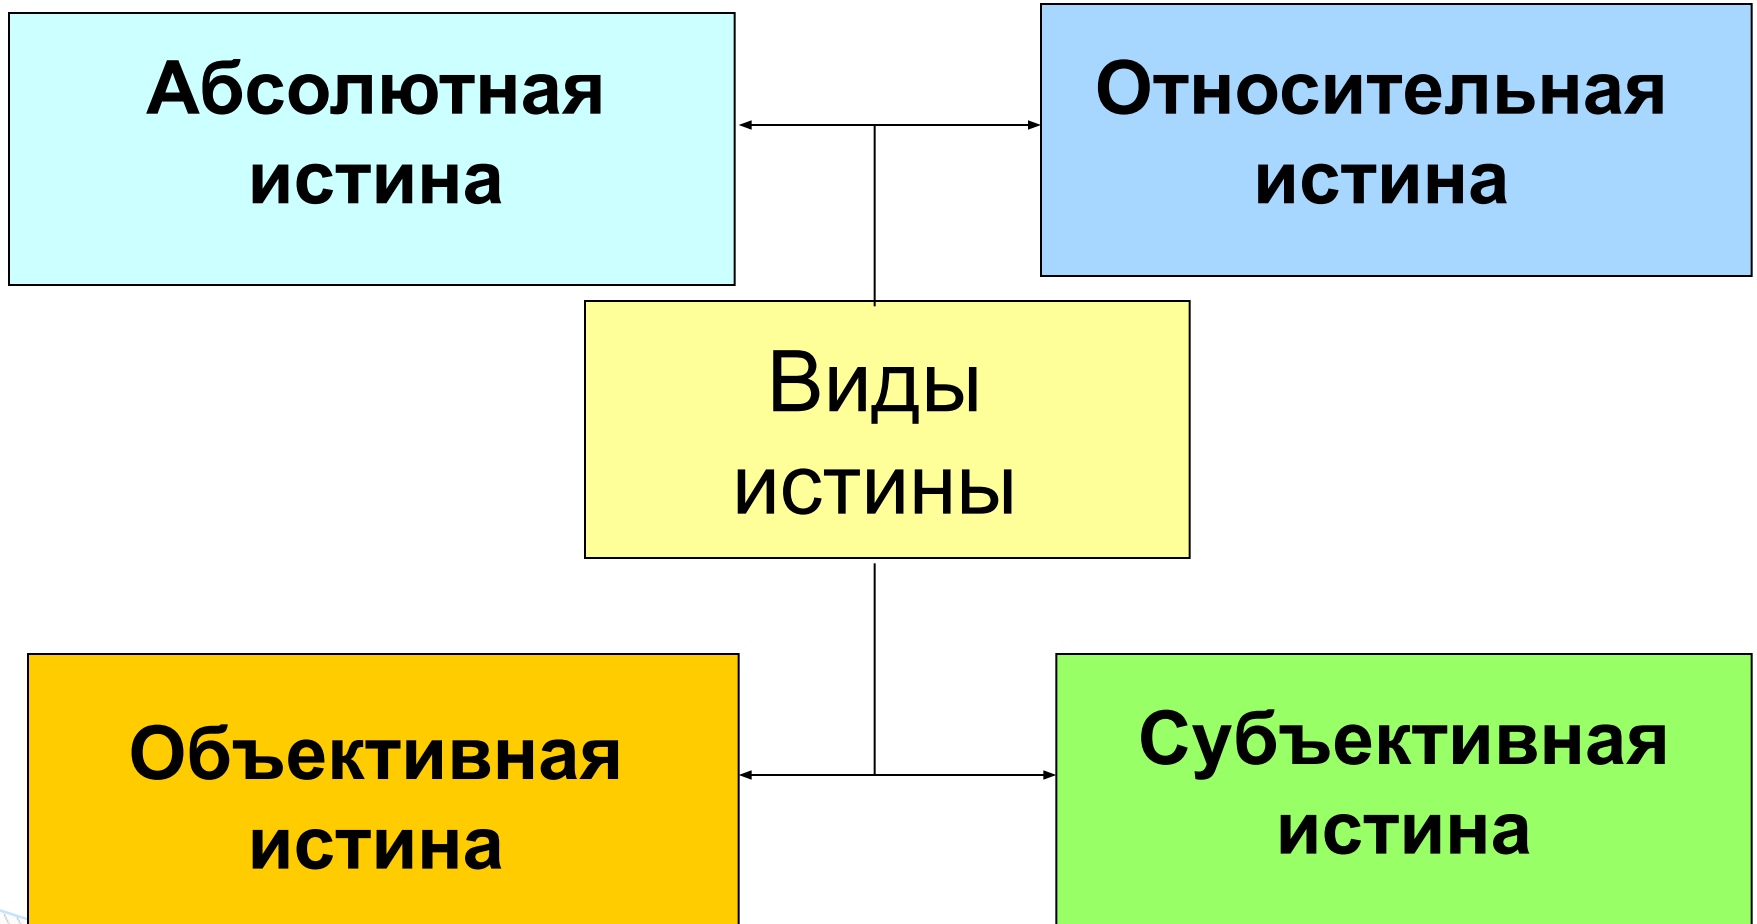 Абсолютная
истина
Относительная
истина
Виды
истины
Объективная
истина
Субъективная
истина